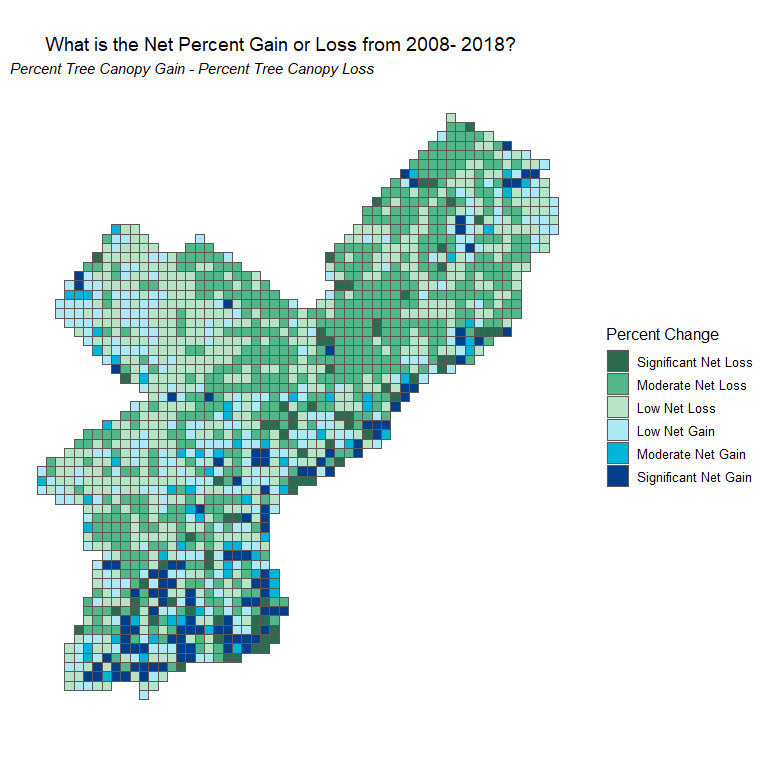 What is the Net Percent Gain or Loss from 2008- 2018?
Percent Tree Canopy Gain - Percent Tree Canopy Loss
Percent Change
Significant Net Loss
Moderate Net Loss
Low Net Loss
Low Net Gain
Moderate Net Gain
Significant Net Gain